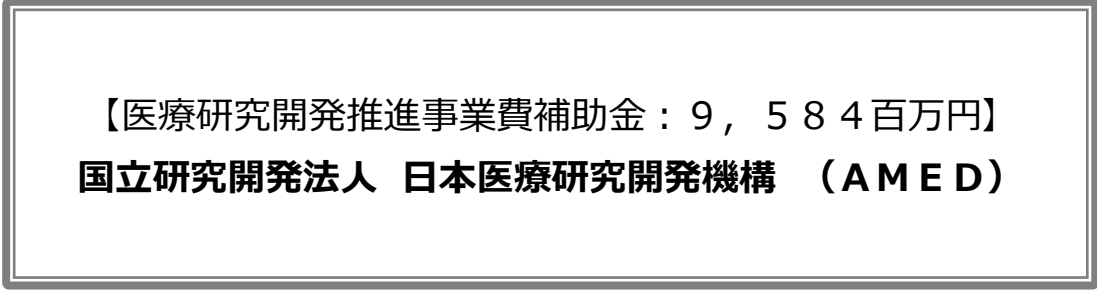 【医療研究開発推進事業費補助金：９，５８４百万円】
国立研究開発法人 日本医療研究開発機構 （ＡＭＥＤ）